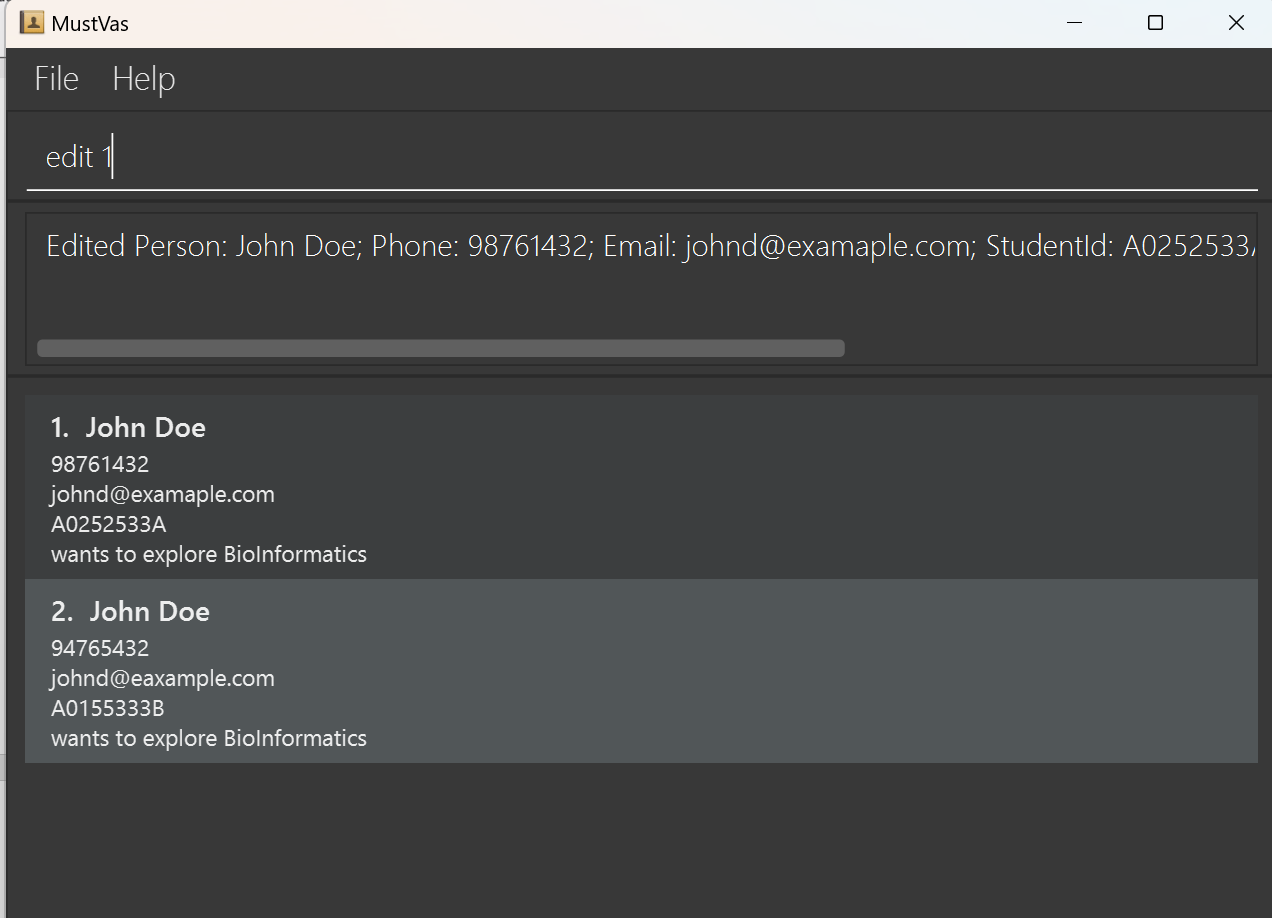 MustVas
File Help
edit 1
Edited Person: John Doe; Phone: 98761432; Email: johnd@examaple.com; StudentId: A0252533A
1. John Doe
98761432
johnd@examaple.com
A0252533A
wants to explore BioInformatics
2. John Doe
94765432
johnd@eaxample.com
A0155333B
wants to explore BioInformatics